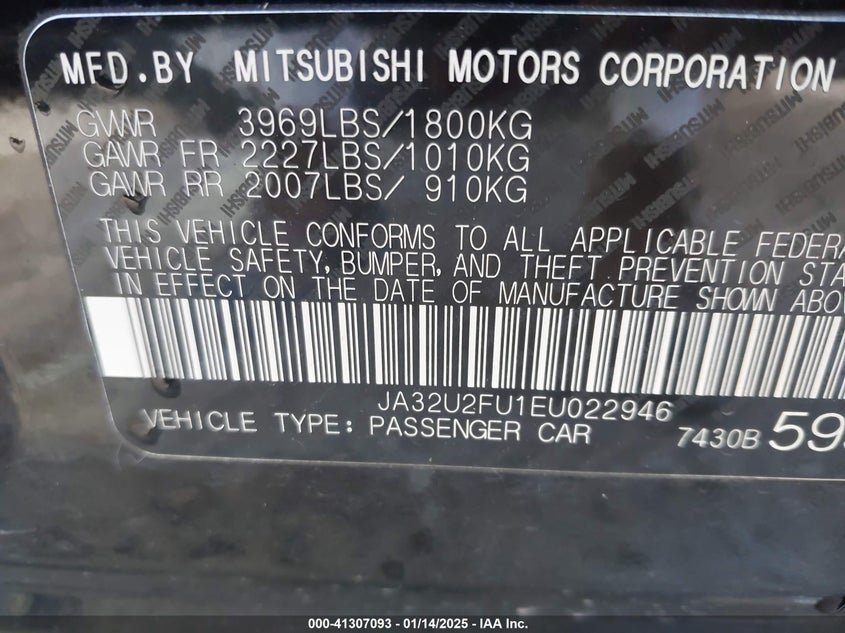 MFD.BY MITSUBISHI MOTORS CORPORATION
GVWR 3969LBS/1800KG
GAWR FR 2227LBS/1010KG
GAWR RR 2007LBS/ 910KG
THIS VEHICLE CONFORMS TO ALL APPLICABLE FEDERA
VEHICLE SAFETY, BUMPER, AND THEFT PREVENTION STA
IN EFFECT ON THE DATE OF MANUFACTURE SHOWN ABOV
JA32U2FU1EU022946
VEHICLE TYPE: PASSENGER CAR 7430B 59
000-41307093 - 01/14/2025 - IAA Inc.